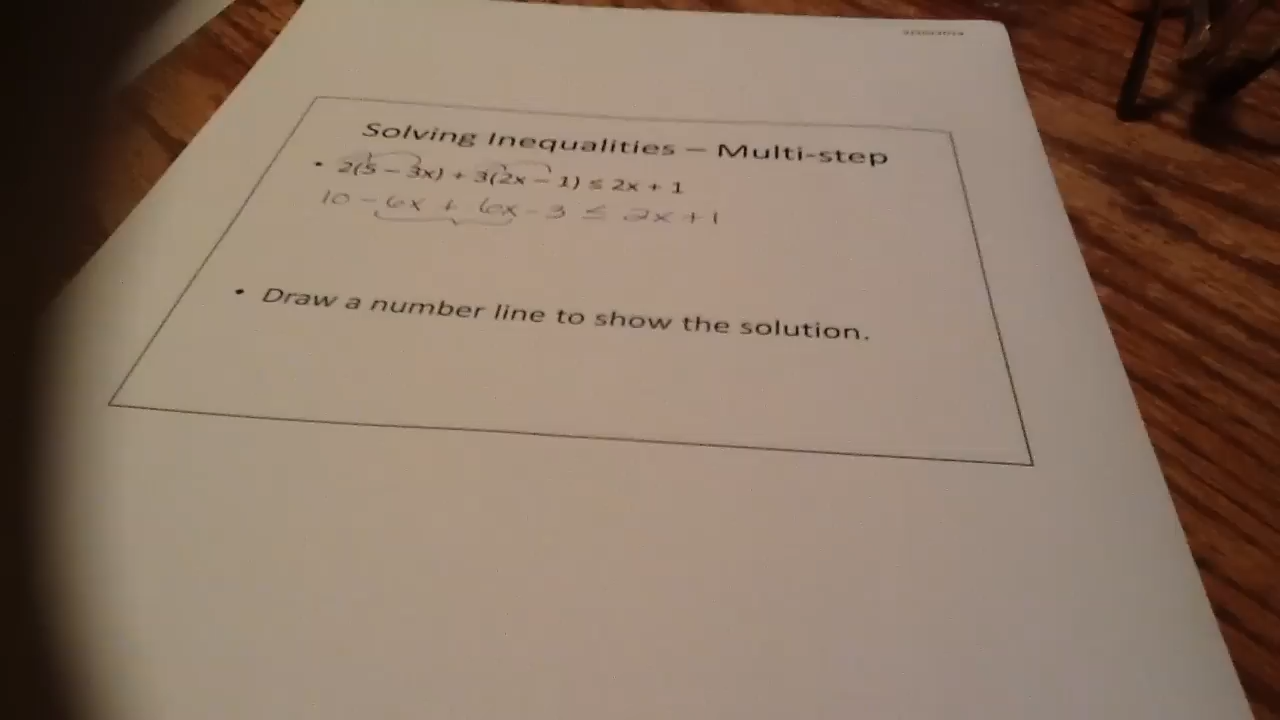 Solving Inequalities – Multi-step
• 2(5 – 3x) + 3(2x – 1) ≤ 2x + 1
10 - 6x + 6x - 3 ≤ 2x + 1
• Draw a number line to show the solution.